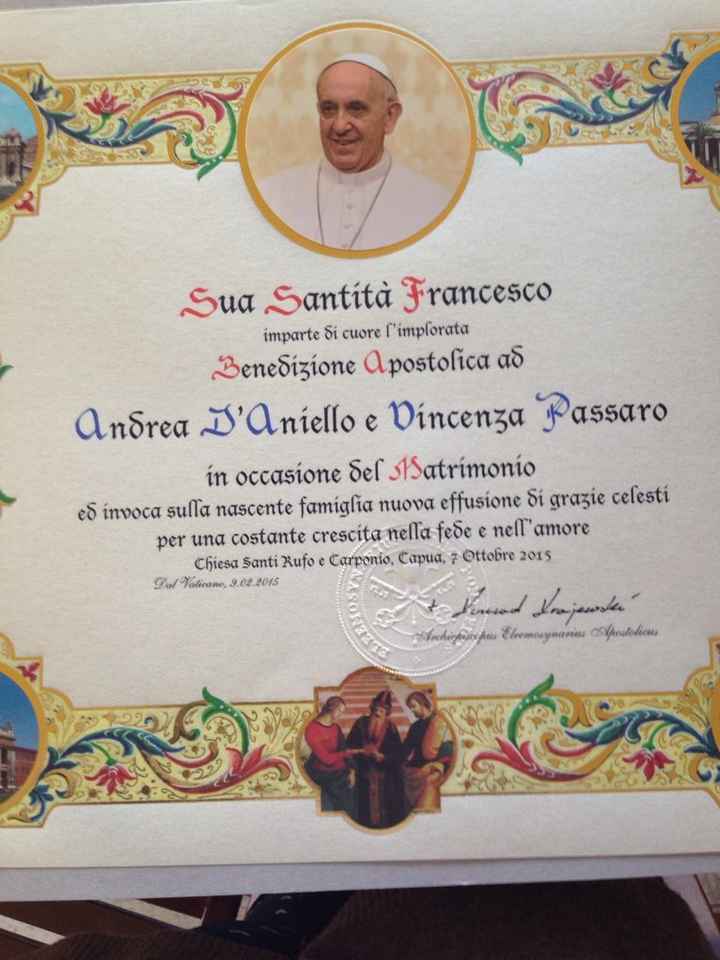 Sua Santità Francesco
imparte di cuore l'implorata
Benedizione Apostolica ad
Andrea D'Aniello e Vincenza Passaro
in occasione del Matrimonio
ed invoca sulla nascente famiglia nuova effusione di grazie celesti
per una costante crescita nella fede e nell'amore
Chiesa Santi Rufo e Carponio, Capua, 7 Ottobre 2015
Dal Vaticano, 9.02.2015
Archiepiscopus Eleemosynarius Apostolicus